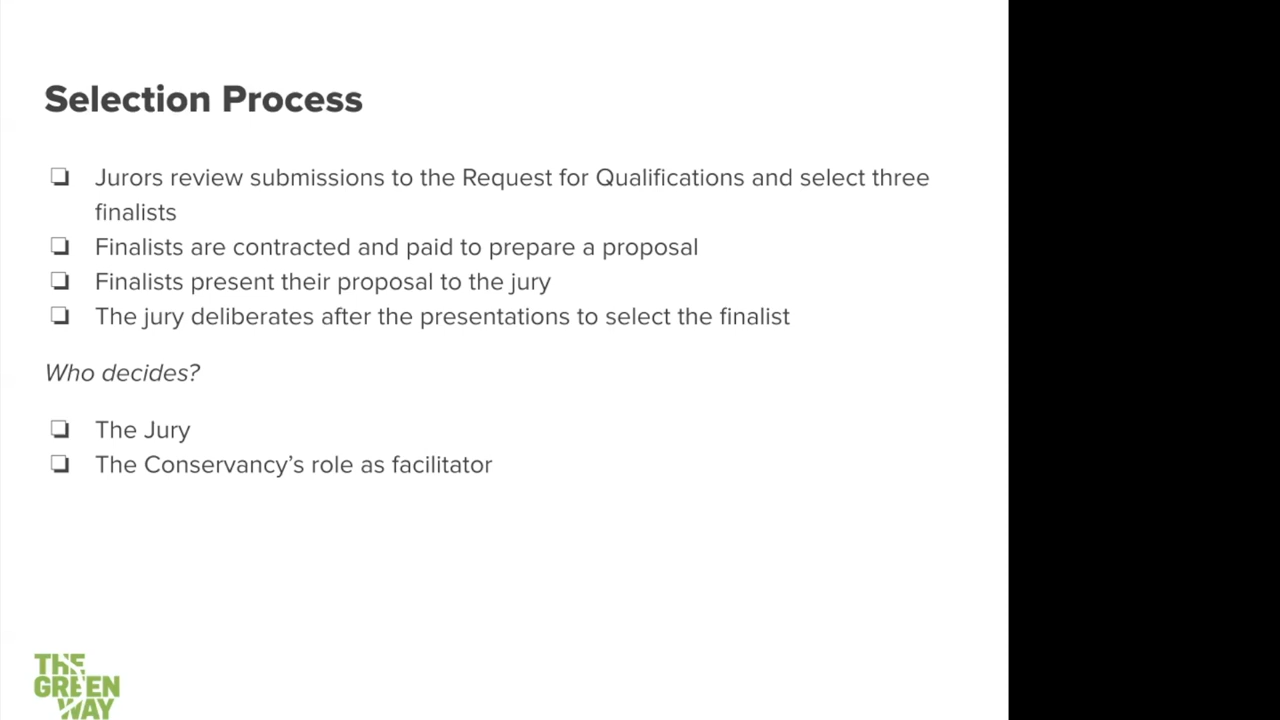 Selection Process
❏ Jurors review submissions to the Request for Qualifications and select three
finalists
❏ Finalists are contracted and paid to prepare a proposal
❏ Finalists present their proposal to the jury
❏ The jury deliberates after the presentations to select the finalist
Who decides?
❏ The Jury
❏ The Conservancy’s role as facilitator
THE
GREEN
WAY